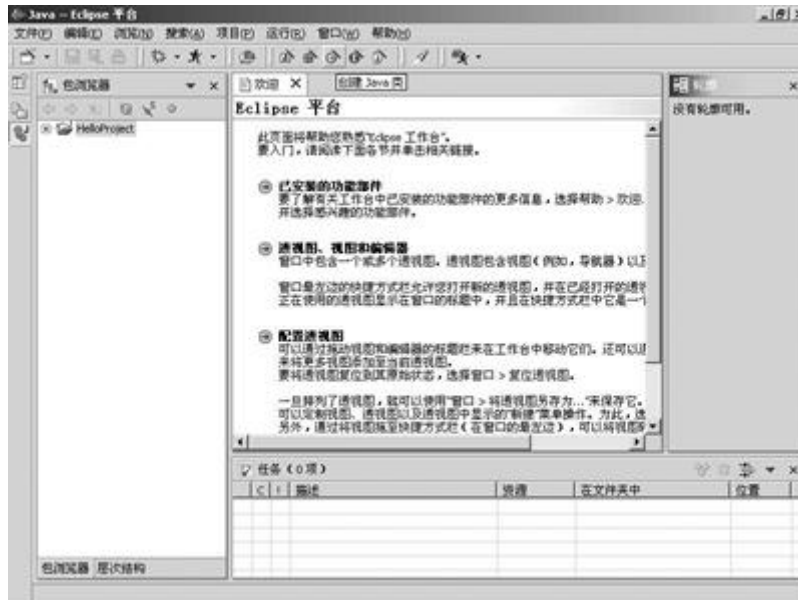 Java - Eclipse 平台
文件(F) 编辑(E) 浏览(N) 搜索(A) 项目(P) 运行(R) 窗口(W) 帮助(H)
包浏览器
欢迎
创建 Java 类
没有轮廓可用。
Eclipse 平台
HelloProject
此页面将帮助您熟悉"Eclipse 工作台"。
要入门，请阅读下面各节并单击相关链接。
已安装的功能部件
要了解有关工作台中已安装的功能部件的更多信息，选择帮助 > 欢迎.
并选择感兴趣的功能部件。
透视图、视图和编辑器
窗口中包含一个或多个透视图。透视图包含视图(例如，导航器)以及
窗口最左边的快捷方式栏允许您打开新的透视图，并在已经打开的透视
正在使用的透视图显示在窗口的标题中，并且在快捷方式栏中它是一个
配置透视图
可以通过拖动视图和编辑器的标题栏来在工作台中移动它们。还可以通
来将更多视图添加至当前透视图。
要将透视图复位到其原始状态，选择窗口 > 复位透视图。
一旦排列了透视图，就可以使用"窗口 > 将透视图另存为..."来保存它。
可以定制视图、透视图以及透视图中显示的"新建"菜单操作。为此，选
另外，通过将视图拖至快捷方式栏(在窗口的最左边)，可以将视图
任务 (0 项)
C ! 描述 资源 在文件夹中 位置
包浏览器 层次结构